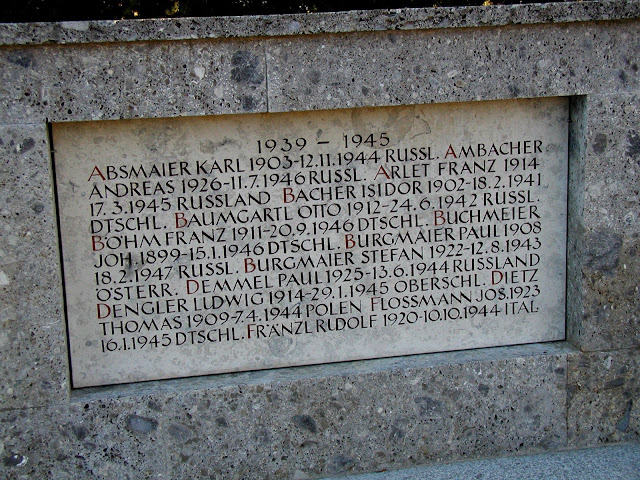 1939 – 1945
ABSMAIER KARL 1903-12.11.1944 RUSSL. AMBACHER
ANDREAS 1926-11.7.1946 RUSSL. ARLET FRANZ 1914
17.3.1945 RUSSLAND BACHER ISIDOR 1902-18.2.1941
DTSCHL. BAUMGARTL OTTO 1912-24.6.1942 RUSSL.
BÖHM FRANZ 1911-20.9.1946 DTSCHL. BUCHMEIER
JOH. 1899-15.1.1946 DTSCHL. BURGMAIER PAUL 1908
18.2.1947 RUSSL. BURGMAIER STEFAN 1922-12.8.1943
ÖSTERR. DEMMEL PAUL 1925-13.6.1944 RUSSLAND
DENGLER LUDWIG 1914-29.1.1945 OBERSCHL. DIETZ
THOMAS 1909-7.4.1944 POLEN FLOSSMANN JOS. 1923
16.1.1945 DTSCHL. FRÄNZL RUDOLF 1920-10.10.1944 ITAL.